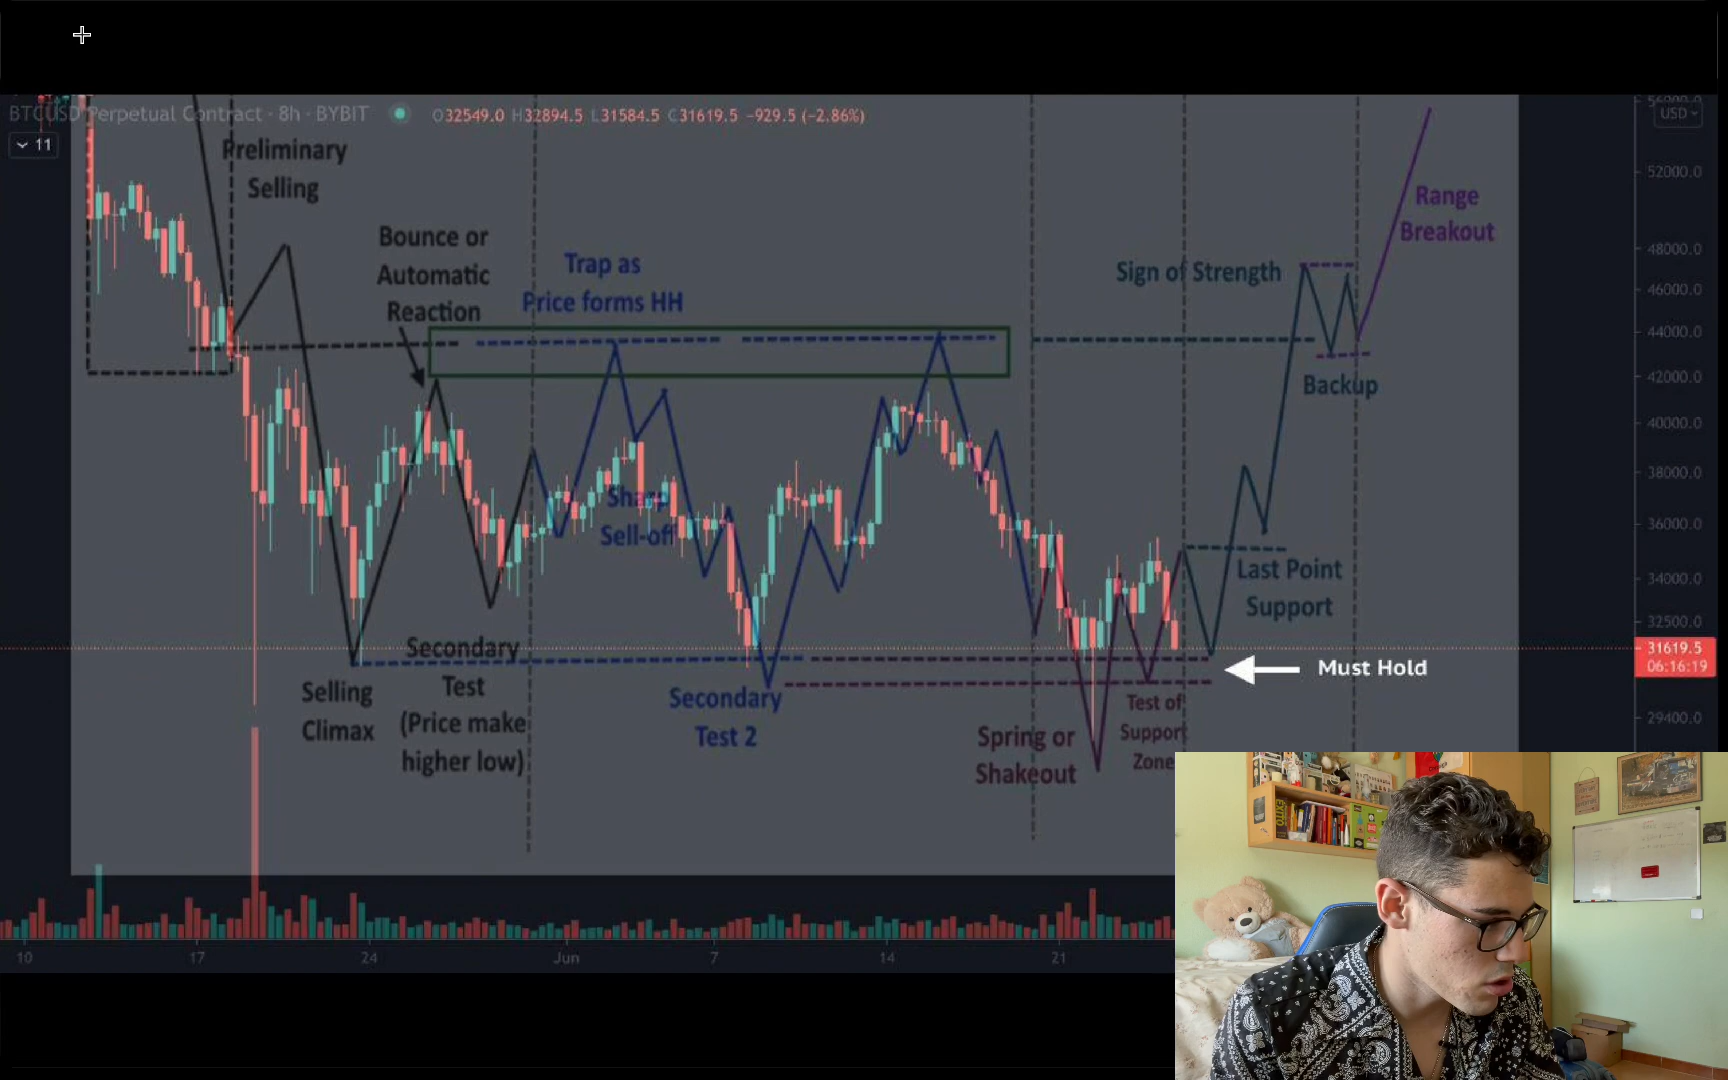 BTCUSD Perpetual Contract · 8h · BYBIT
O32549.0 H32894.5 L31584.5 C31619.5 −929.5 (−2.86%)
11
USD
Preliminary
Selling
Bounce or
Automatic
Reaction
Trap as
Price forms HH
Sign of Strength
Range
Breakout
Backup
Sharp
Sell-off
Last Point
Support
Must Hold
Secondary
Test
(Price make
higher low)
Selling
Climax
Secondary
Test 2
Spring or
Shakeout
Test of
Support
Zone
52000.0
48000.0
46000.0
44000.0
42000.0
40000.0
38000.0
36000.0
34000.0
32500.0
31619.5
06:16:19
29400.0
10 17 24 Jun 7 14 21
EXITO